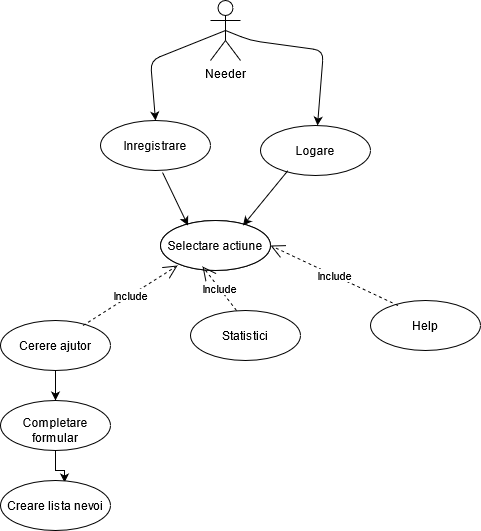 Needer
Inregistrare
Logare
Selectare actiune
Include
Include
Include
Cerere ajutor
Statistici
Help
Completare
formular
Creare lista nevoi